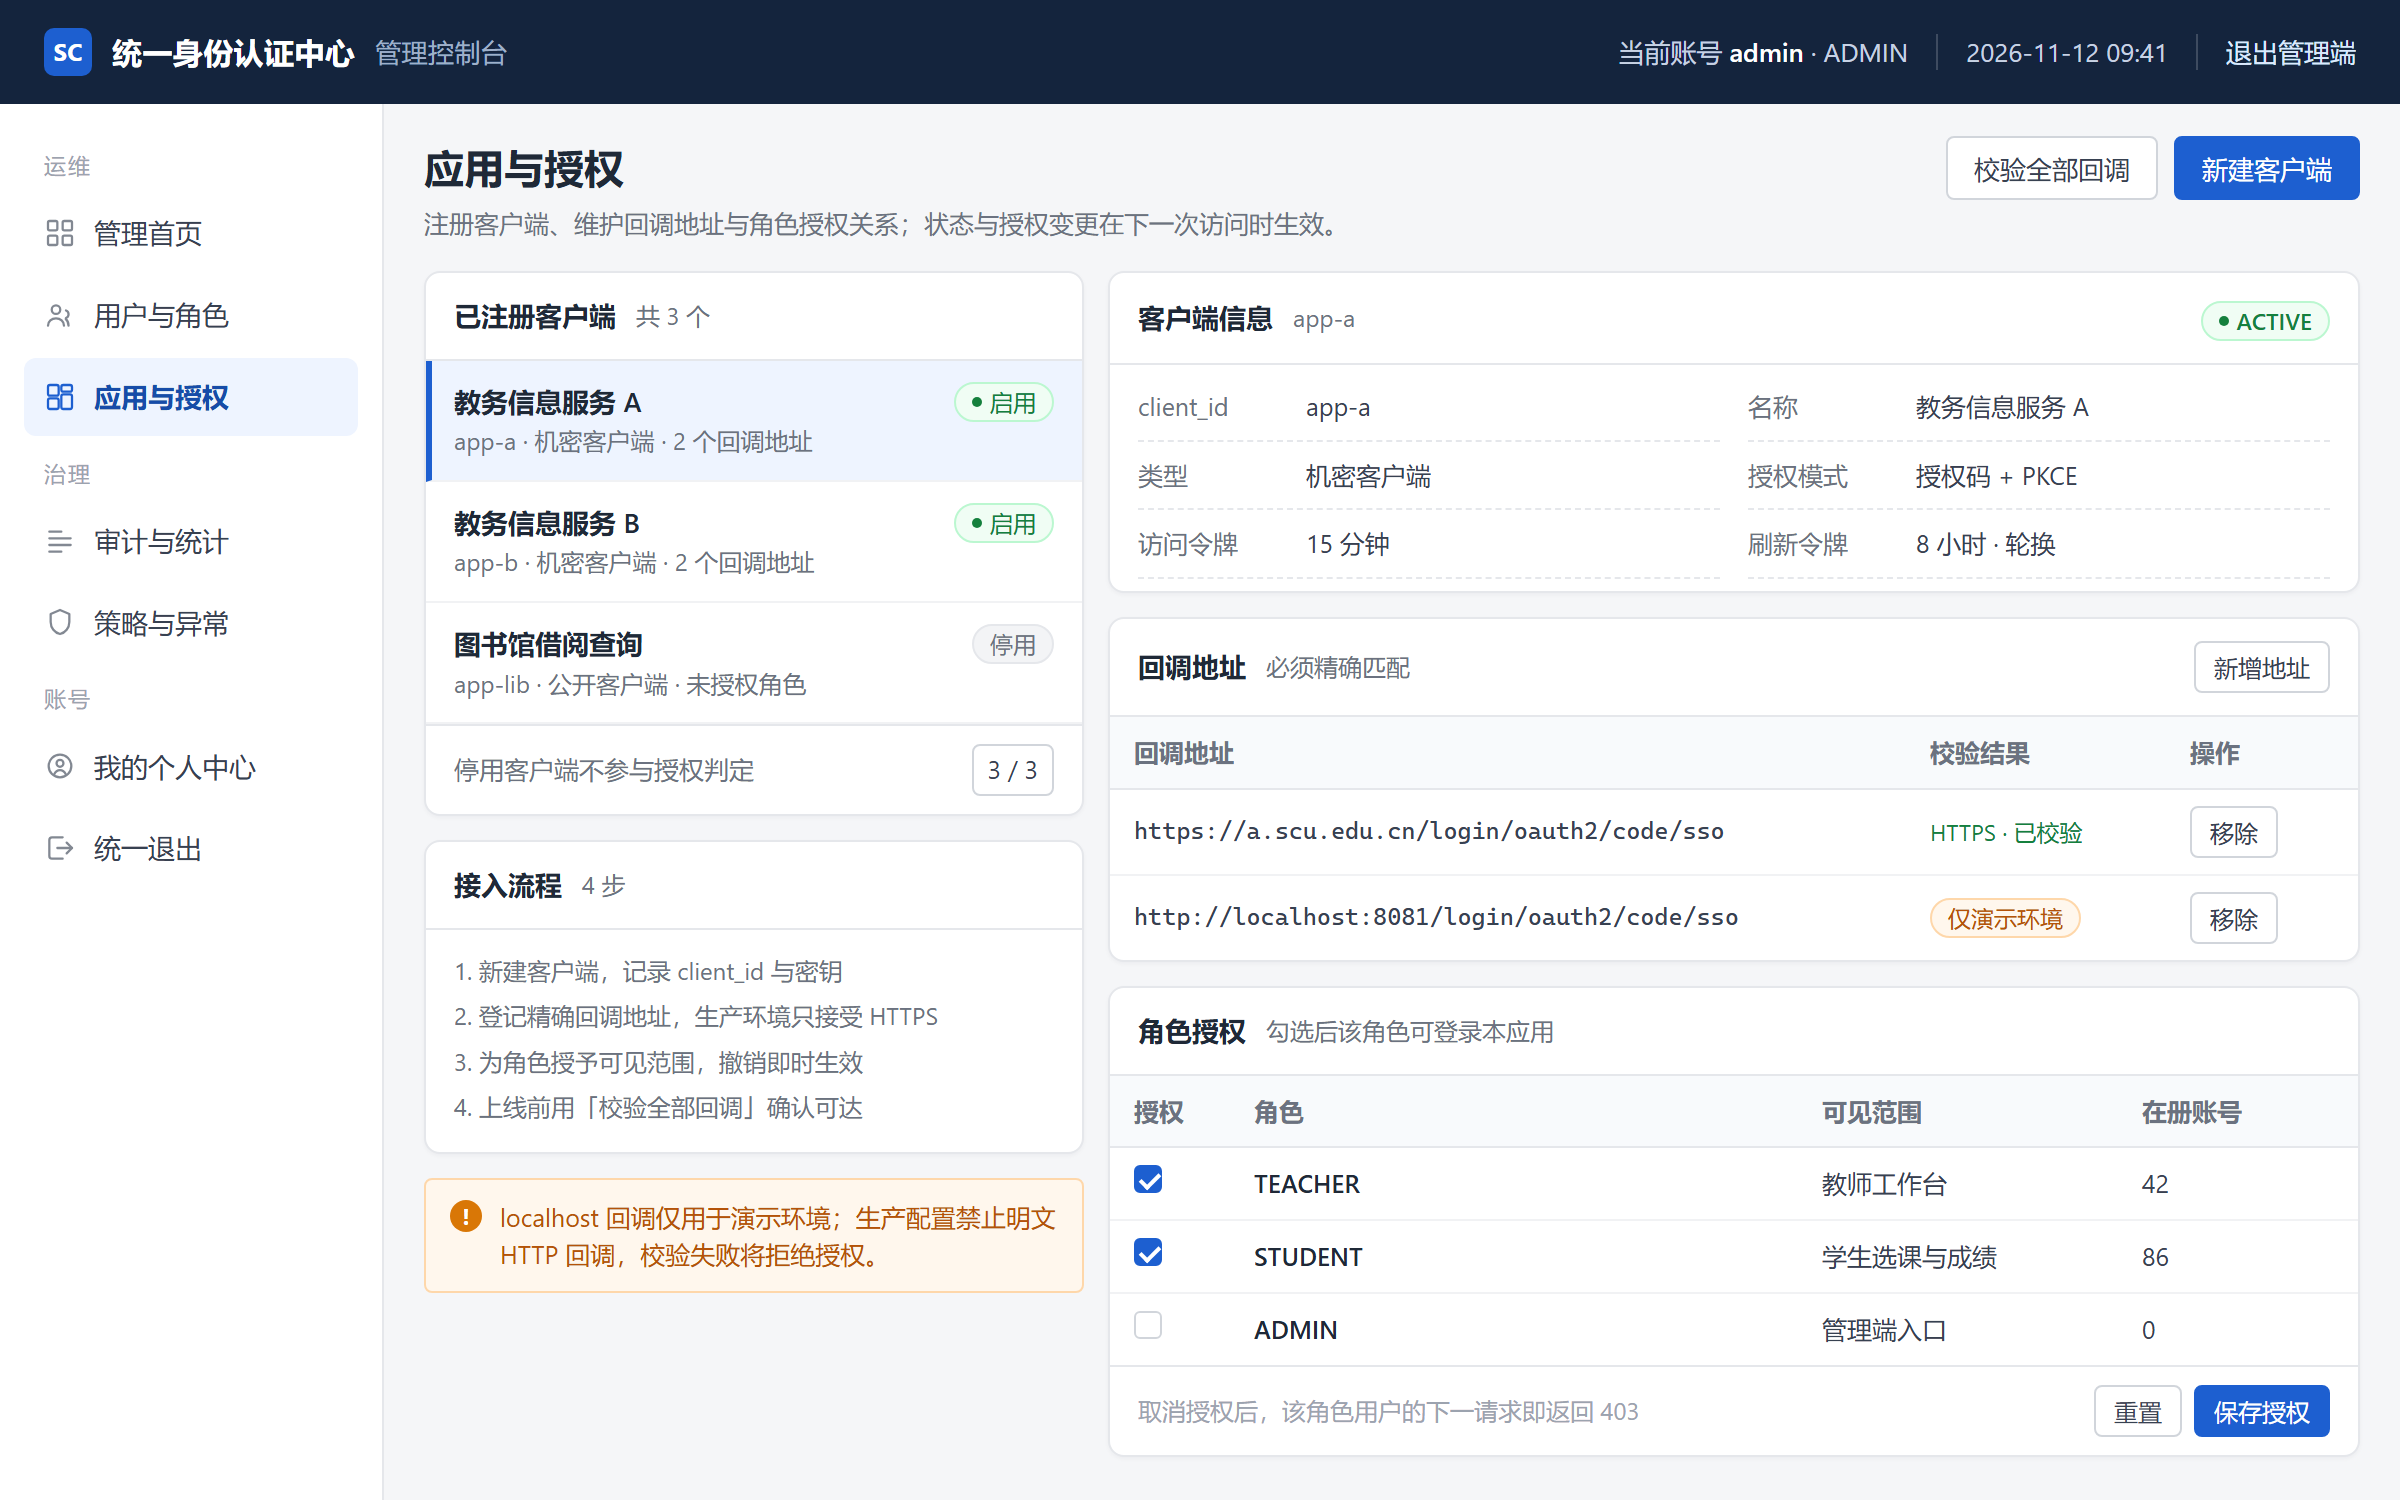 SC 统一身份认证中心 管理控制台
当前账号 admin · ADMIN
2026-11-12 09:41
退出管理端
运维
管理首页
用户与角色
应用与授权
治理
审计与统计
策略与异常
账号
我的个人中心
统一退出
应用与授权
注册客户端、维护回调地址与角色授权关系；状态与授权变更在下一次访问时生效。
校验全部回调
新建客户端
已注册客户端 共 3 个
教务信息服务 A
启用
app-a · 机密客户端 · 2 个回调地址
教务信息服务 B
启用
app-b · 机密客户端 · 2 个回调地址
图书馆借阅查询
停用
app-lib · 公开客户端 · 未授权角色
停用客户端不参与授权判定
3 / 3
接入流程 4 步
1. 新建客户端，记录 client_id 与密钥
2. 登记精确回调地址，生产环境只接受 HTTPS
3. 为角色授予可见范围，撤销即时生效
4. 上线前用「校验全部回调」确认可达
localhost 回调仅用于演示环境；生产配置禁止明文
HTTP 回调，校验失败将拒绝授权。
客户端信息 app-a
ACTIVE
client_id app-a
名称 教务信息服务 A
类型 机密客户端
授权模式 授权码 + PKCE
访问令牌 15 分钟
刷新令牌 8 小时 · 轮换
回调地址 必须精确匹配
新增地址
回调地址 校验结果 操作
https://a.scu.edu.cn/login/oauth2/code/sso HTTPS · 已校验 移除
http://localhost:8081/login/oauth2/code/sso 仅演示环境 移除
角色授权 勾选后该角色可登录本应用
授权 角色 可见范围 在册账号
TEACHER 教师工作台 42
STUDENT 学生选课与成绩 86
ADMIN 管理端入口 0
取消授权后，该角色用户的下一请求即返回 403
重置
保存授权